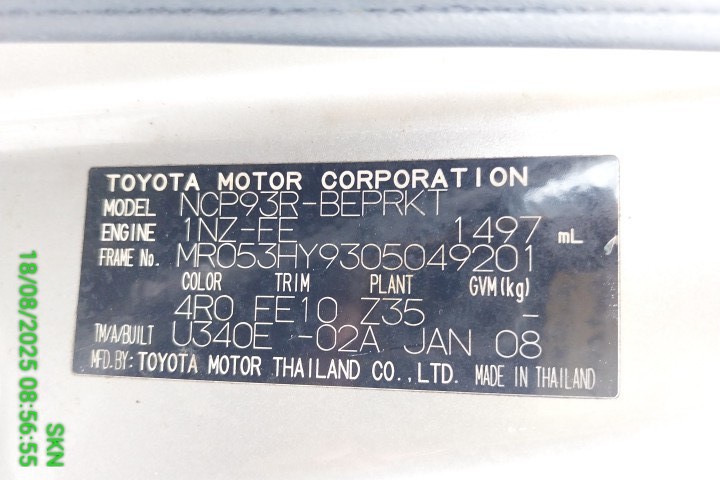 TOYOTA MOTOR CORPORATION
MODEL NCP93R-BEPRKT
ENGINE 1NZ-FE 1497 mL
FRAME No. MR053HY9305049201
COLOR TRIM PLANT GVM(kg)
4R0 FE10 Z35 -
TM/A/BUILT U340E -02A JAN 08
MFD.BY: TOYOTA MOTOR THAILAND CO.,LTD. MADE IN THAILAND
18/08/2025 08:56:55
SKN